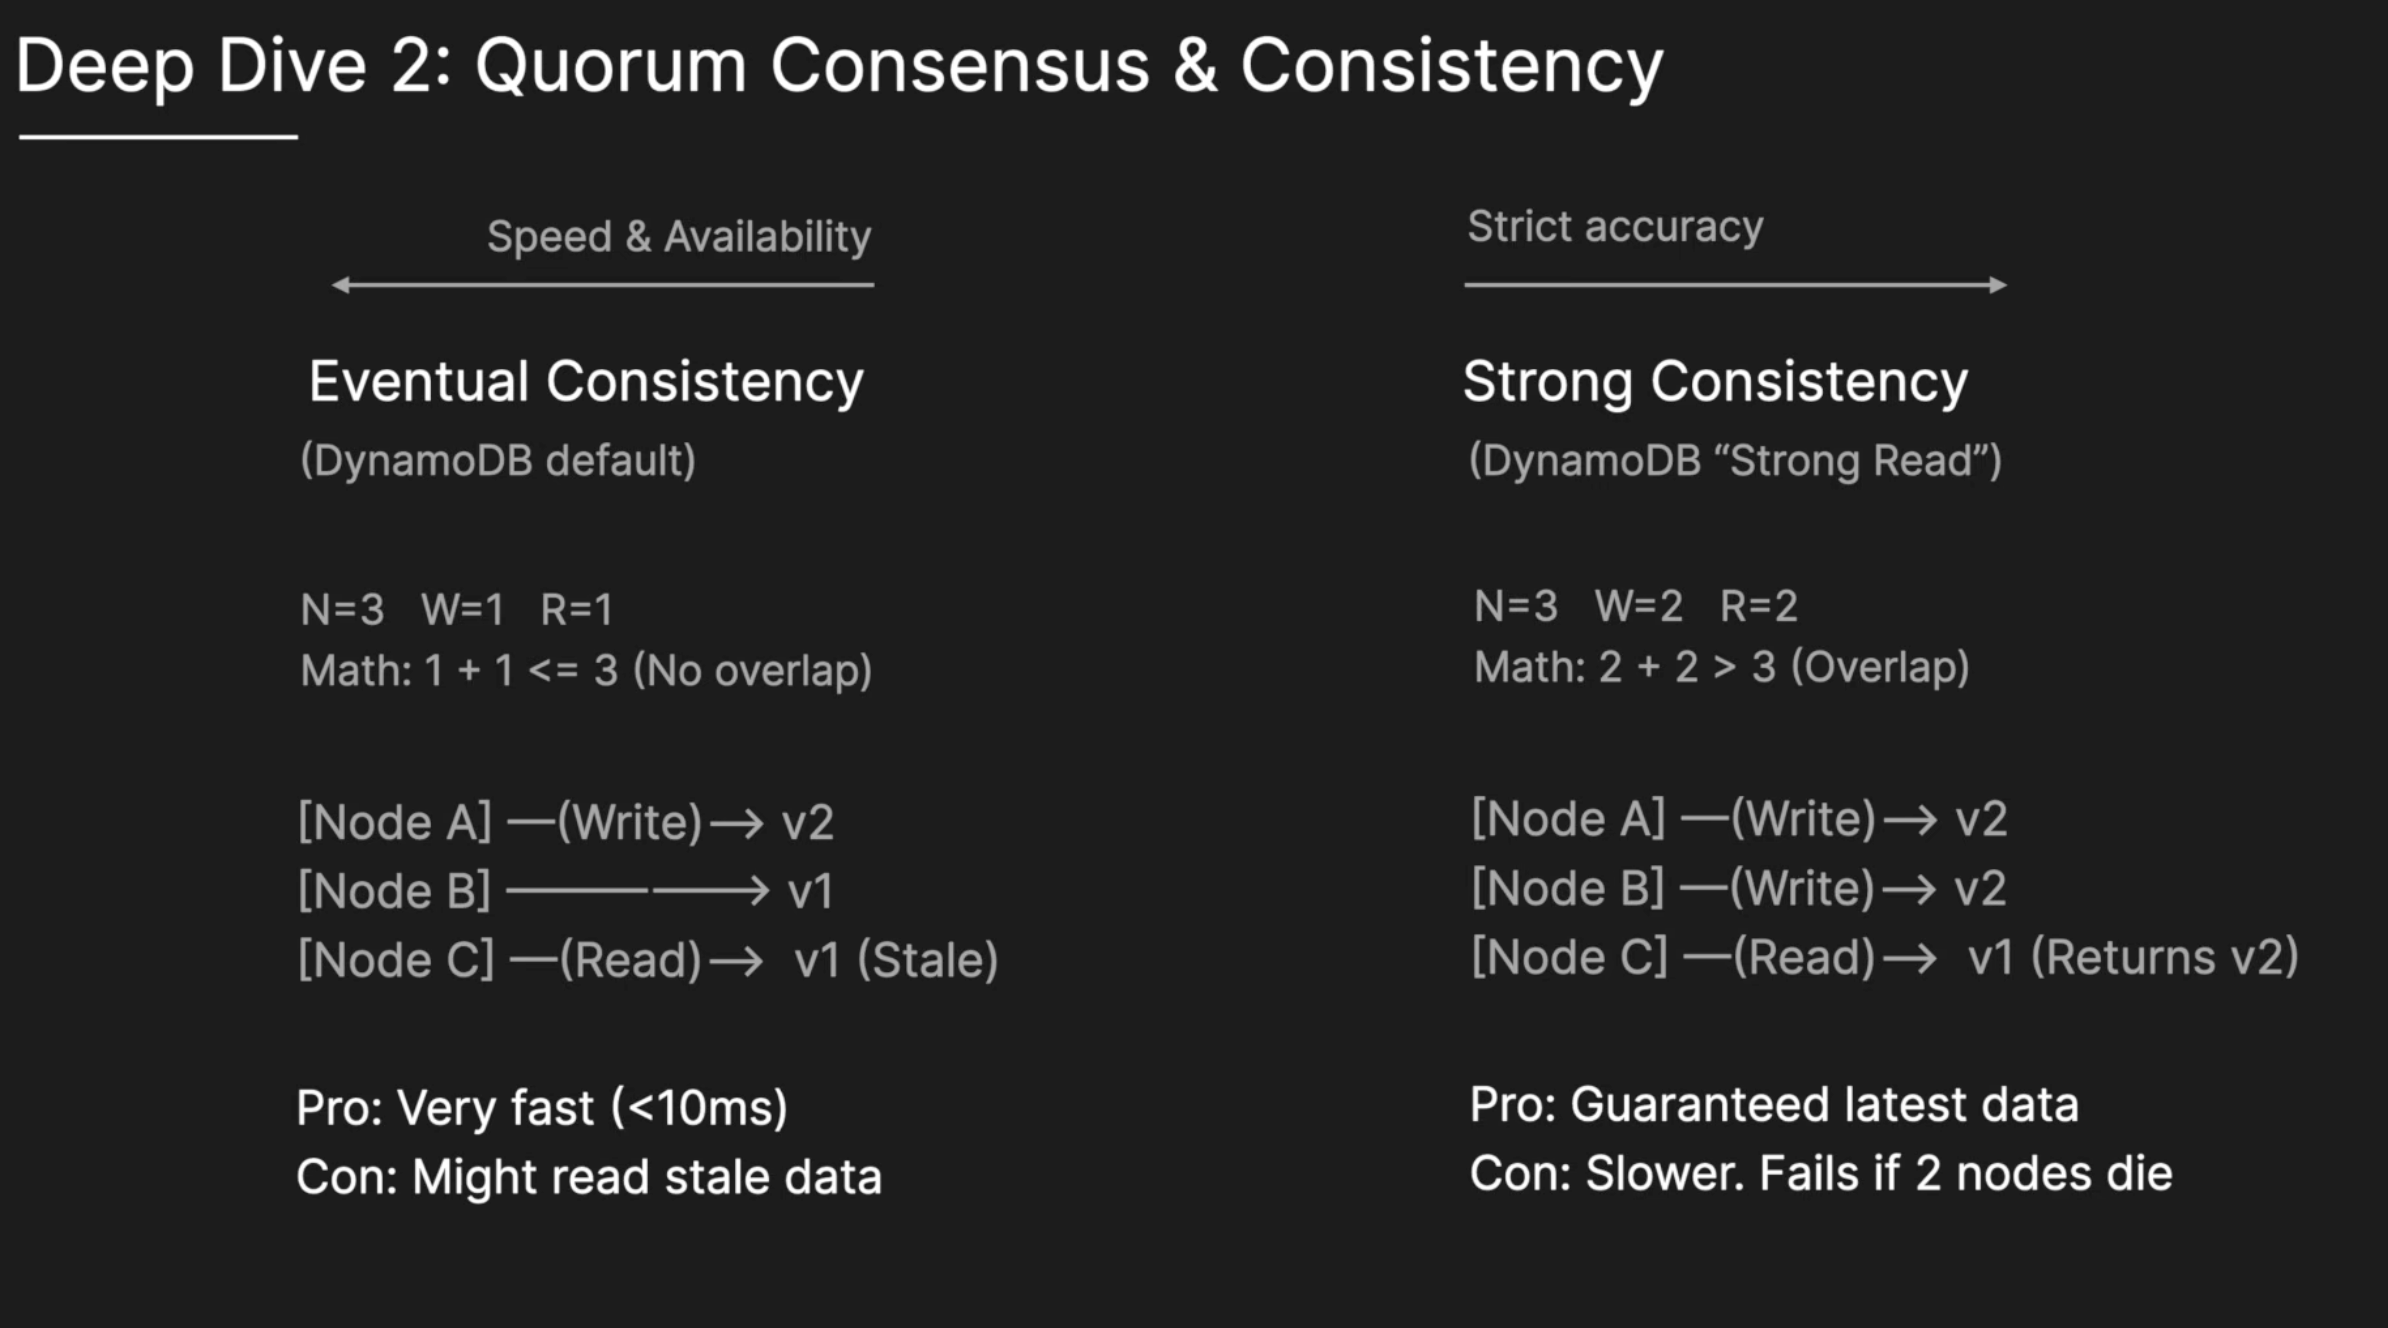 Deep Dive 2: Quorum Consensus & Consistency
Speed & Availability
Eventual Consistency
(DynamoDB default)
N=3 W=1 R=1
Math: 1 + 1 <= 3 (No overlap)
[Node A] —(Write)—> v2
[Node B] ———> v1
[Node C] —(Read)—> v1 (Stale)
Pro: Very fast (<10ms)
Con: Might read stale data
Strict accuracy
Strong Consistency
(DynamoDB “Strong Read”)
N=3 W=2 R=2
Math: 2 + 2 > 3 (Overlap)
[Node A] —(Write)—> v2
[Node B] —(Write)—> v2
[Node C] —(Read)—> v1 (Returns v2)
Pro: Guaranteed latest data
Con: Slower. Fails if 2 nodes die